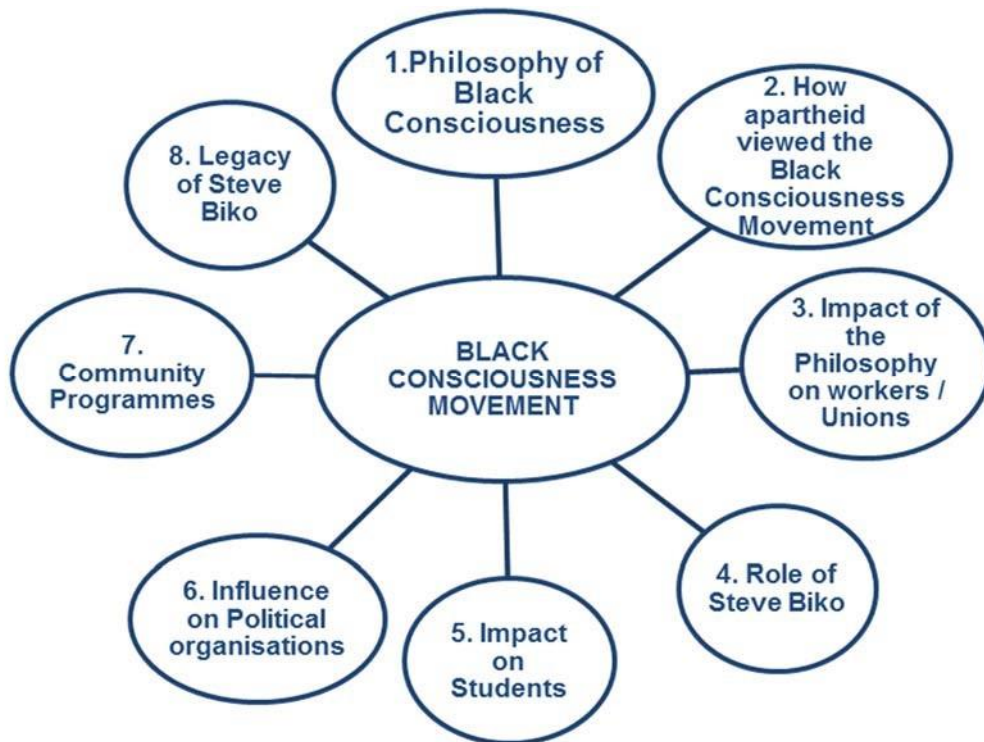 1.Philosophy of
Black
Consciousness
2. How
apartheid
viewed the
Black
Consciousness
Movement
3. Impact of
the
Philosophy
on workers /
Unions
4. Role of
Steve Biko
5. Impact
on
Students
6. Influence
on Political
organisations
7.
Community
Programmes
8. Legacy
of Steve
Biko
BLACK
CONSCIOUSNESS
MOVEMENT